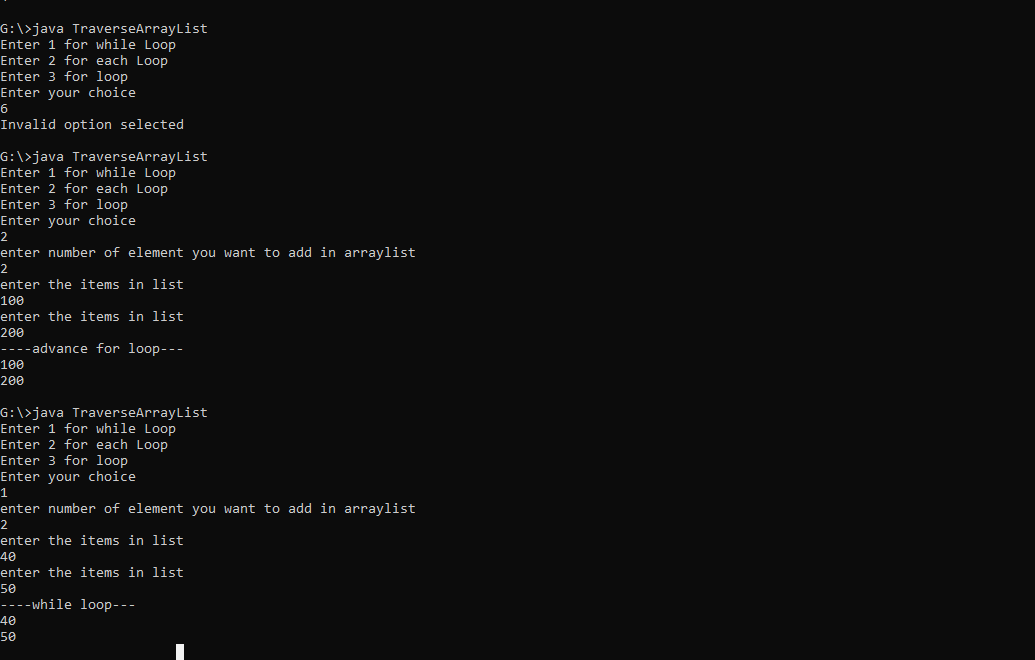 G:\>java TraverseArrayList
Enter 1 for while Loop
Enter 2 for each Loop
Enter 3 for loop
Enter your choice
6
Invalid option selected
G:\>java TraverseArrayList
Enter 1 for while Loop
Enter 2 for each Loop
Enter 3 for loop
Enter your choice
2
enter number of element you want to add in arraylist
2
enter the items in list
100
enter the items in list
200
----advance for loop---
100
200
G:\>java TraverseArrayList
Enter 1 for while Loop
Enter 2 for each Loop
Enter 3 for loop
Enter your choice
1
enter number of element you want to add in arraylist
2
enter the items in list
40
enter the items in list
50
----while loop---
40
50